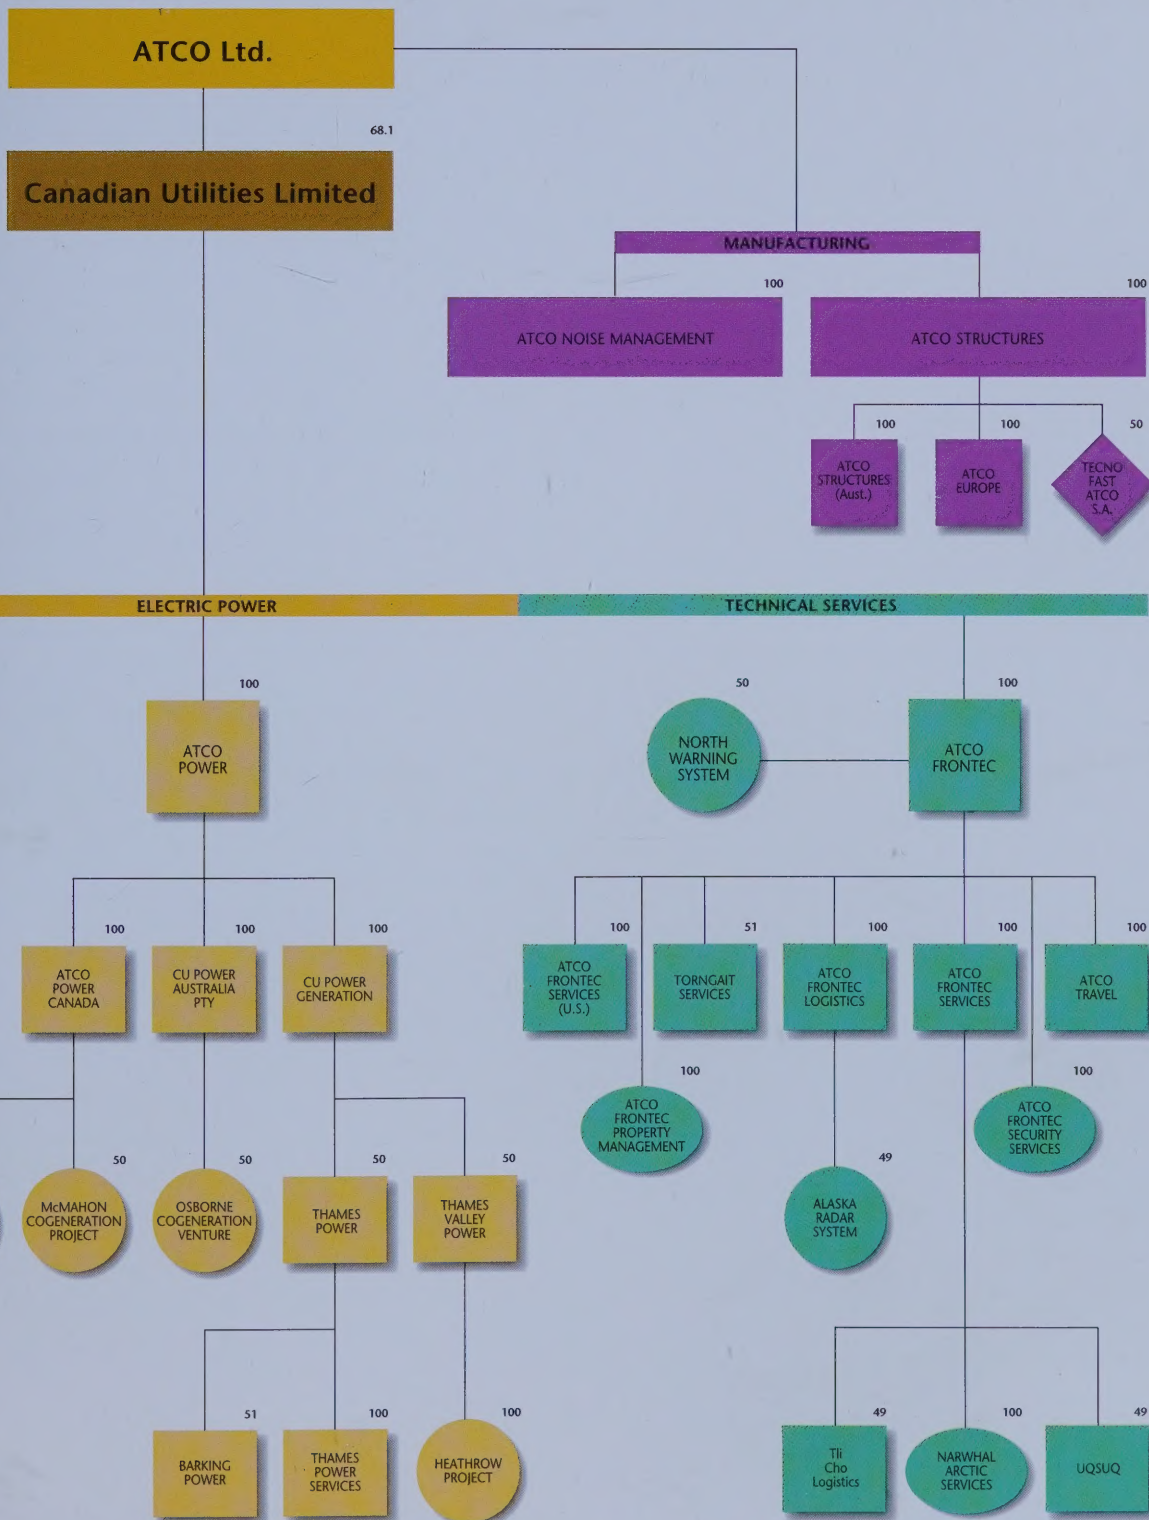 ATCO Ltd.
68.1
Canadian Utilities Limited
MANUFACTURING
100
100
ATCO NOISE MANAGEMENT
ATCO STRUCTURES
100
100
50
ATCO
STRUCTURES
(Aust.)
ATCO
EUROPE
TECNO
FAST
ATCO
S.A.
ELECTRIC POWER
TECHNICAL SERVICES
100
50
100
ATCO
POWER
NORTH
WARNING
SYSTEM
ATCO
FRONTEC
100
100
100
100
51
100
100
100
ATCO
POWER
CANADA
CU POWER
AUSTRALIA
PTY
CU POWER
GENERATION
ATCO
FRONTEC
SERVICES
(U.S.)
TORNGAIT
SERVICES
ATCO
FRONTEC
LOGISTICS
ATCO
FRONTEC
SERVICES
ATCO
TRAVEL
100
100
ATCO
FRONTEC
PROPERTY
MANAGEMENT
ATCO
FRONTEC
SECURITY
SERVICES
50
50
50
50
49
McMAHON
COGENERATION
PROJECT
OSBORNE
COGENERATION
VENTURE
THAMES
POWER
THAMES
VALLEY
POWER
ALASKA
RADAR
SYSTEM
51
100
100
49
100
49
BARKING
POWER
THAMES
POWER
SERVICES
HEATHROW
PROJECT
Tli
Cho
Logistics
NARWHAL
ARCTIC
SERVICES
UQSUQ